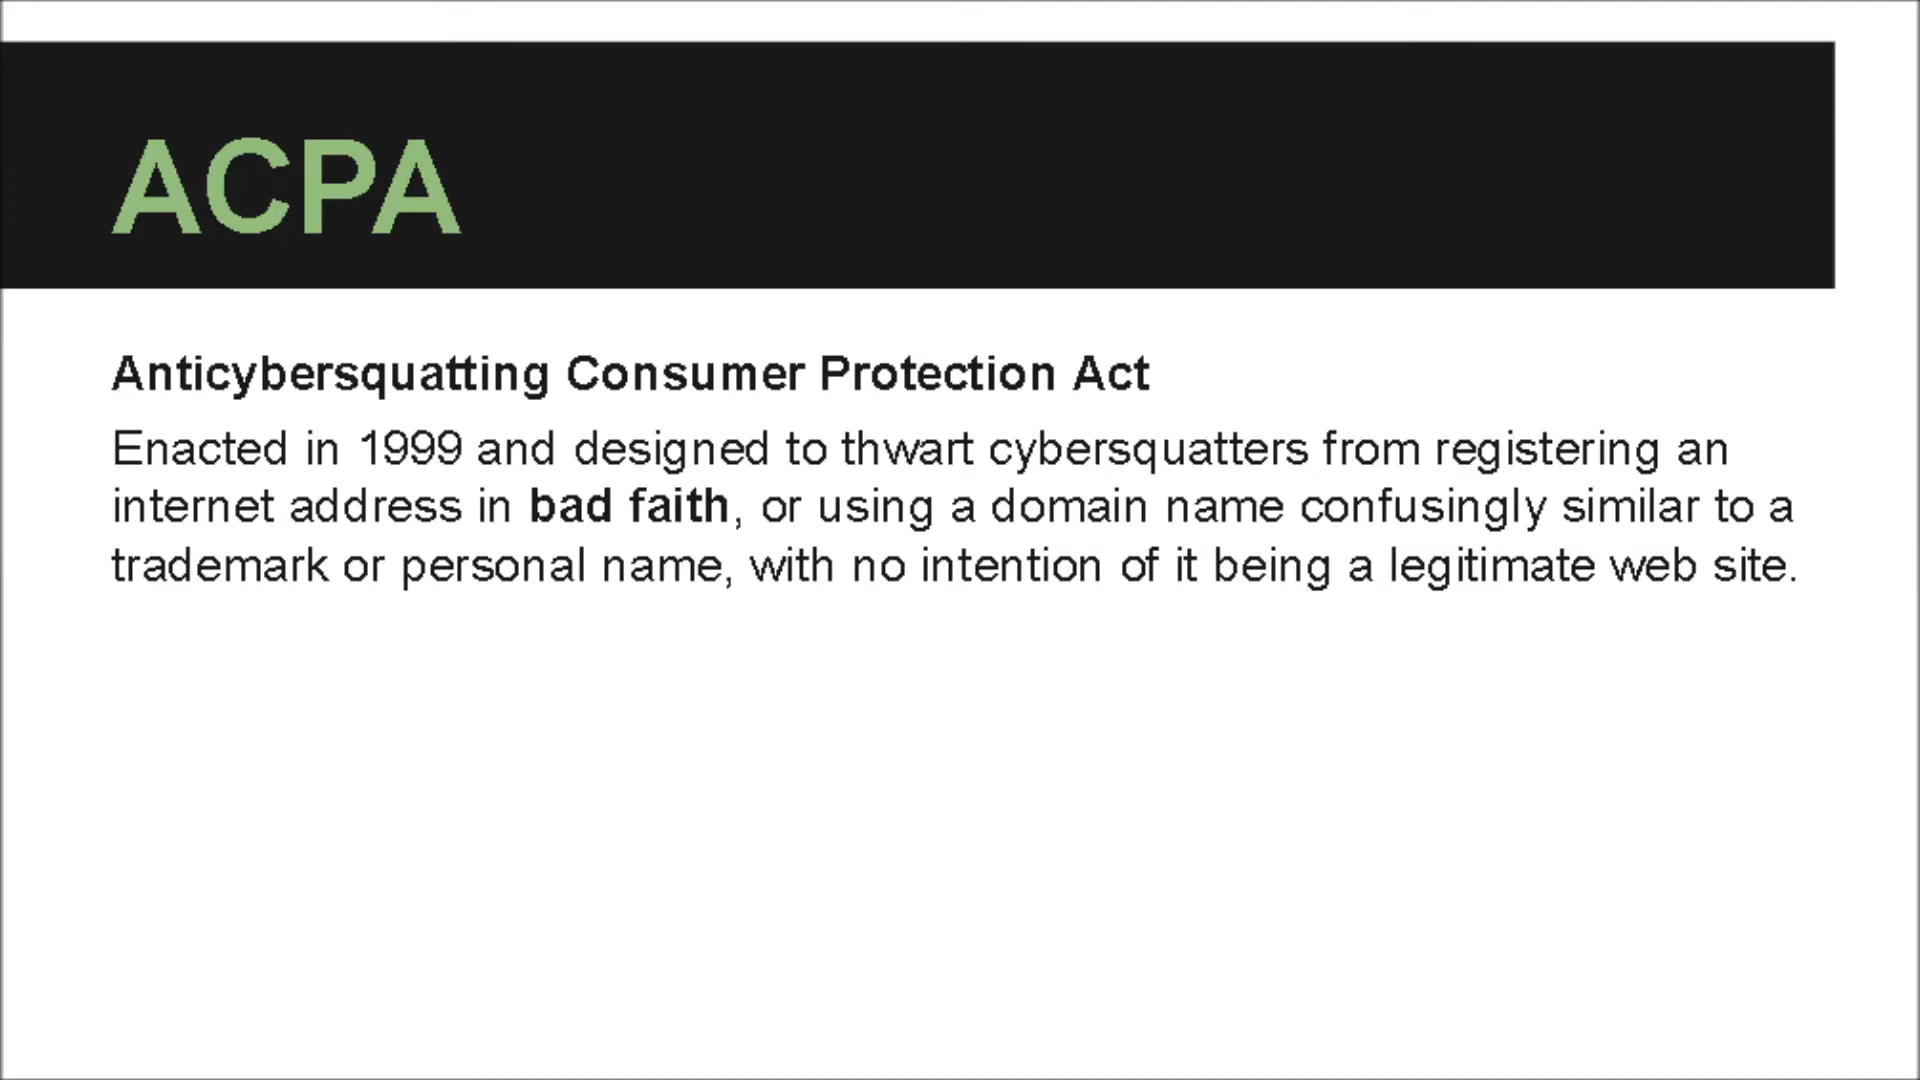 ACPA
Anticybersquatting Consumer Protection Act
Enacted in 1999 and designed to thwart cybersquatters from registering an
internet address in bad faith, or using a domain name confusingly similar to a
trademark or personal name, with no intention of it being a legitimate web site.